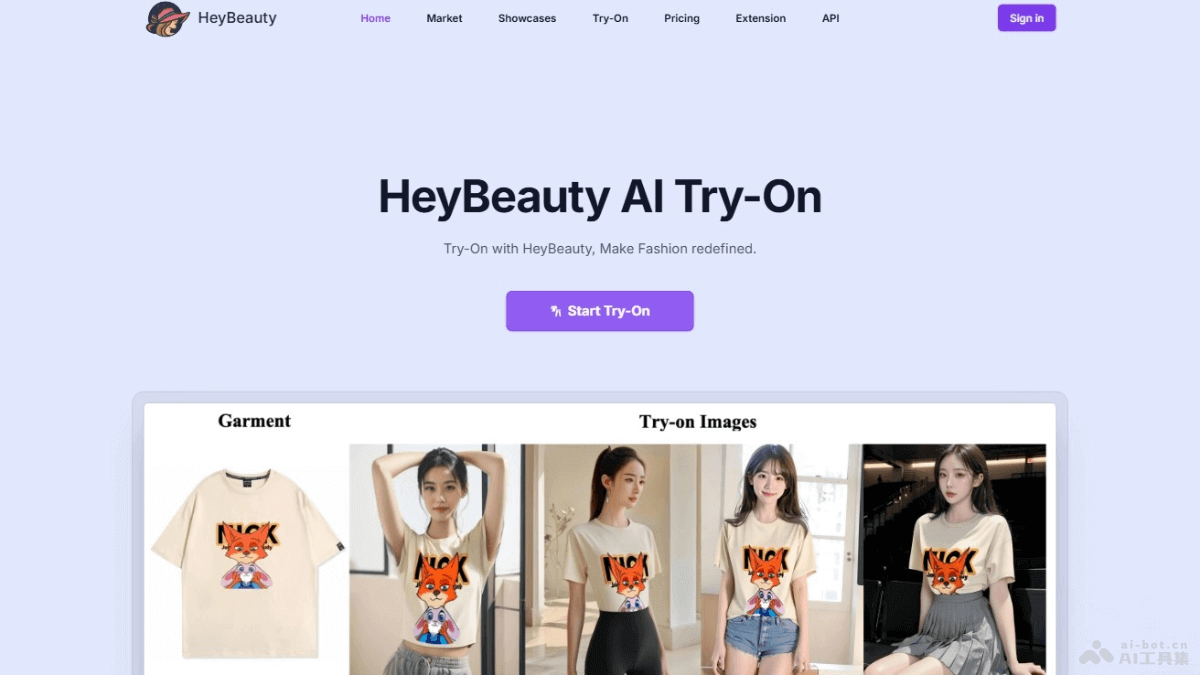 HeyBeauty
Home Market Showcases Try-On Pricing Extension API
Sign in
HeyBeauty AI Try-On
Try-On with HeyBeauty, Make Fashion redefined.
Start Try-On
Garment
Try-on Images
NICK
NICK
NICK
NICK
NICK
ai-bot.cn
AI工具集